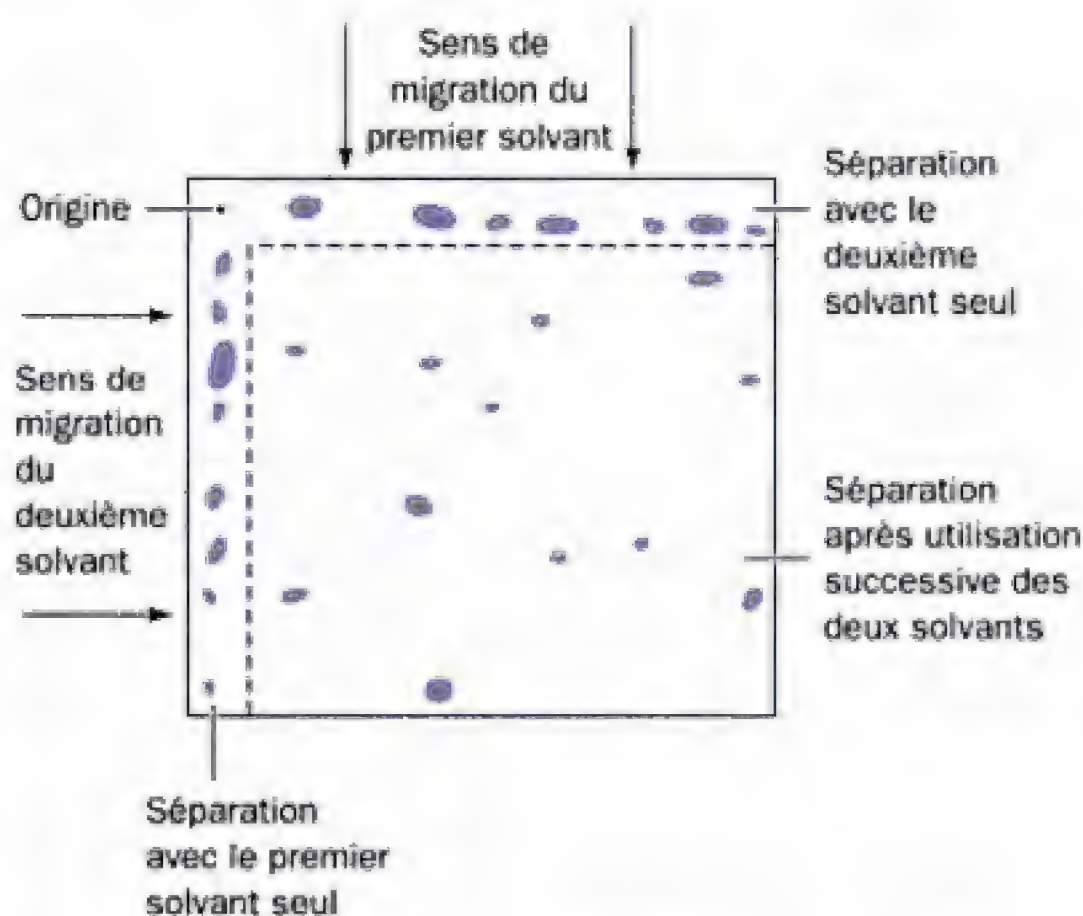 Sens de
migration du
premier solvant
Origine
Séparation
avec le
deuxième
solvant seul
Sens de
migration
du
deuxième
solvant
Séparation
après utilisation
successive des
deux solvants
Séparation
avec le premier
solvant seul